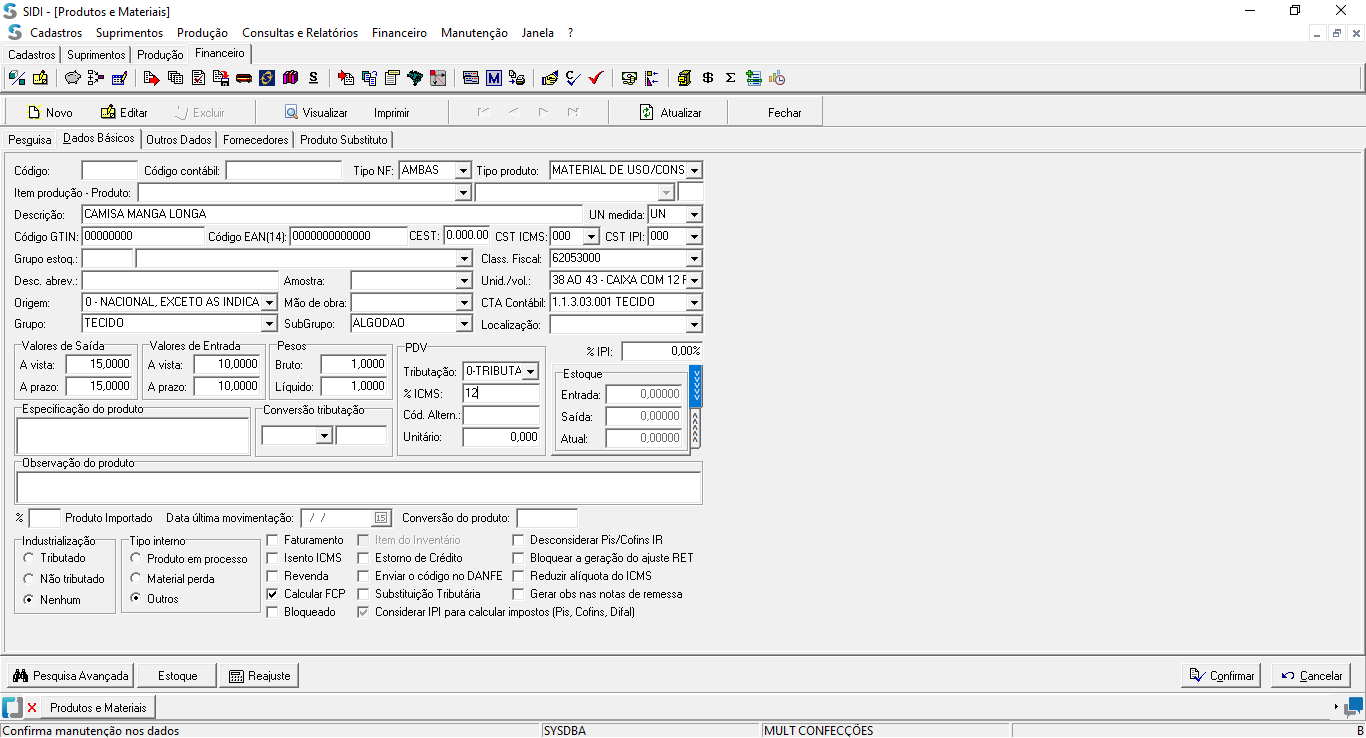 SIDI - [Produtos e Materiais]
Cadastros Suprimentos Produção Consultas e Relatórios Financeiro Manutenção Janela ?
Cadastros Suprimentos Produção Financeiro
Novo Editar Excluir Visualizar Imprimir Atualizar Fechar
Pesquisa Dados Básicos Outros Dados Fornecedores Produto Substituto
Código: Código contábil: Tipo NF: AMBAS Tipo produto: MATERIAL DE USO/CONS
Item produção - Produto:
Descrição: CAMISA MANGA LONGA UN medida: UN
Código GTIN: 00000000 Código EAN(14): 0000000000000 CEST: 0.000.00 CST ICMS: 000 CST IPI: 000
Grupo estoq.: Class. Fiscal: 62053000
Desc. abrev.: Amostra: Unid./vol.: 38 AO 43 - CAIXA COM 12 F
Origem: 0 - NACIONAL, EXCETO AS INDICA Mão de obra: CTA Contábil: 1.1.3.03.001 TECIDO
Grupo: TECIDO SubGrupo: ALGODAO Localização:
Valores de Saída Valores de Entrada Pesos PDV % IPI: 0,00%
A vista: 15,0000 A vista: 10,0000 Bruto: 1,0000 Tributação: 0-TRIBUTA Estoque
A prazo: 15,0000 A prazo: 10,0000 Líquido: 1,0000 % ICMS: 12 Entrada: 0,00000
Especificação do produto Conversão tributação Cód. Altern.: Saída: 0,00000
Unitário: 0,000 Atual: 0,00000
Observação do produto
% Produto Importado Data última movimentação: / / 15 Conversão do produto:
Industrialização Tipo interno Faturamento Item do Inventário Desconsiderar Pis/Cofins IR
Tributado Produto em processo Isento ICMS Estorno de Crédito Bloquear a geração do ajuste RET
Não tributado Material perda Revenda Enviar o código no DANFE Reduzir alíquota do ICMS
Nenhum Outros Calcular FCP Substituição Tributária Gerar obs nas notas de remessa
Bloqueado Considerar IPI para calcular impostos (Pis, Cofins, Difal)
Pesquisa Avançada Estoque Reajuste Confirmar Cancelar
Produtos e Materiais
Confirma manutenção nos dados SYSDBA MULT CONFECÇÕES B